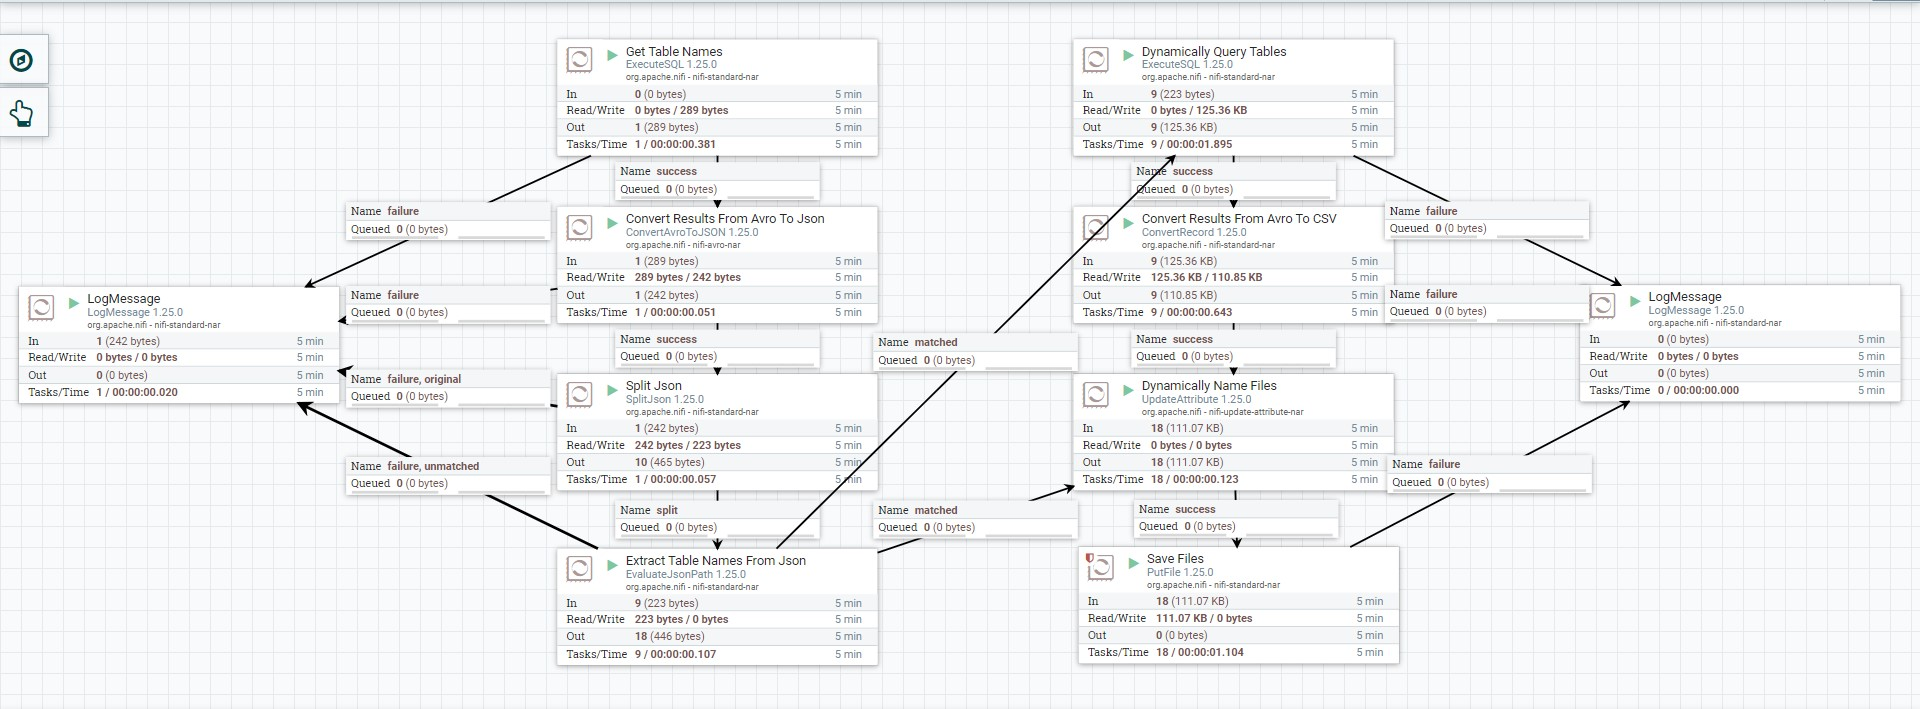 Get Table Names
ExecuteSQL 1.25.0
org.apache.nifi - nifi-standard-nar
In 0 (0 bytes) 5 min
Read/Write 0 bytes / 289 bytes 5 min
Out 1 (289 bytes) 5 min
Tasks/Time 1 / 00:00:00.381 5 min
Dynamically Query Tables
ExecuteSQL 1.25.0
org.apache.nifi - nifi-standard-nar
In 9 (223 bytes) 5 min
Read/Write 0 bytes / 125.36 KB 5 min
Out 9 (125.36 KB) 5 min
Tasks/Time 9 / 00:00:01.895 5 min
Name success
Queued 0 (0 bytes)
Name success
Queued 0 (0 bytes)
Name failure
Queued 0 (0 bytes)
Convert Results From Avro To Json
ConvertAvroToJSON 1.25.0
org.apache.nifi - nifi-avro-nar
In 1 (289 bytes) 5 min
Read/Write 289 bytes / 242 bytes 5 min
Out 1 (242 bytes) 5 min
Tasks/Time 1 / 00:00:00.051 5 min
Convert Results From Avro To CSV
ConvertRecord 1.25.0
org.apache.nifi - nifi-standard-nar
In 9 (125.36 KB) 5 min
Read/Write 125.36 KB / 110.85 KB 5 min
Out 9 (110.85 KB) 5 min
Tasks/Time 9 / 00:00:00.643 5 min
Name failure
Queued 0 (0 bytes)
LogMessage
LogMessage 1.25.0
org.apache.nifi - nifi-standard-nar
In 1 (242 bytes) 5 min
Read/Write 0 bytes / 0 bytes 5 min
Out 0 (0 bytes) 5 min
Tasks/Time 1 / 00:00:00.020 5 min
Name failure
Queued 0 (0 bytes)
Name failure
Queued 0 (0 bytes)
LogMessage
LogMessage 1.25.0
org.apache.nifi - nifi-standard-nar
In 0 (0 bytes) 5 min
Read/Write 0 bytes / 0 bytes 5 min
Out 0 (0 bytes) 5 min
Tasks/Time 0 / 00:00:00.000 5 min
Name success
Queued 0 (0 bytes)
Name matched
Queued 0 (0 bytes)
Name success
Queued 0 (0 bytes)
Name failure, original
Queued 0 (0 bytes)
Split Json
SplitJson 1.25.0
org.apache.nifi - nifi-standard-nar
In 1 (242 bytes) 5 min
Read/Write 242 bytes / 223 bytes 5 min
Out 10 (465 bytes) 5 min
Tasks/Time 1 / 00:00:00.057 5 min
Dynamically Name Files
UpdateAttribute 1.25.0
org.apache.nifi - nifi-update-attribute-nar
In 18 (111.07 KB) 5 min
Read/Write 0 bytes / 0 bytes 5 min
Out 18 (111.07 KB) 5 min
Tasks/Time 18 / 00:00:00.123 5 min
Name failure, unmatched
Queued 0 (0 bytes)
Name failure
Queued 0 (0 bytes)
Name split
Queued 0 (0 bytes)
Name matched
Queued 0 (0 bytes)
Name success
Queued 0 (0 bytes)
Extract Table Names From Json
EvaluateJsonPath 1.25.0
org.apache.nifi - nifi-standard-nar
In 9 (223 bytes) 5 min
Read/Write 223 bytes / 0 bytes 5 min
Out 18 (446 bytes) 5 min
Tasks/Time 9 / 00:00:00.107 5 min
Save Files
PutFile 1.25.0
org.apache.nifi - nifi-standard-nar
In 18 (111.07 KB) 5 min
Read/Write 111.07 KB / 0 bytes 5 min
Out 0 (0 bytes) 5 min
Tasks/Time 18 / 00:00:01.104 5 min